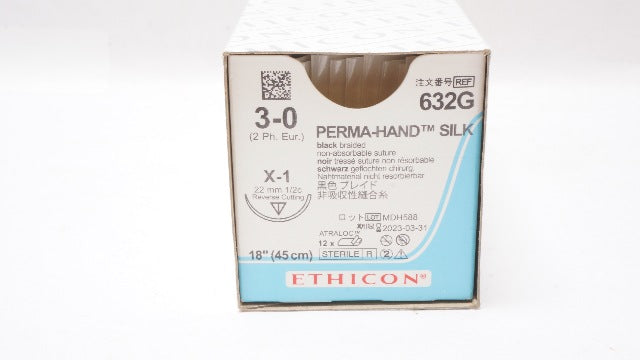 注文番号 REF
632G
3-0
(2 Ph. Eur.)
PERMA-HAND™ SILK
black braided
non-absorbable suture
noir tressé suture non résorbable
schwarz geflochten chirurg.
Nahtmaterial nicht resorbierbar
黒色 ブレイド
非吸収性縫合糸
X-1
22 mm 1/2c
Reverse Cutting
ロット LOT MDH588
2023-03-31
ATRALOC™
12 x
STERILE R
2
18" (45 cm)
ETHICON®